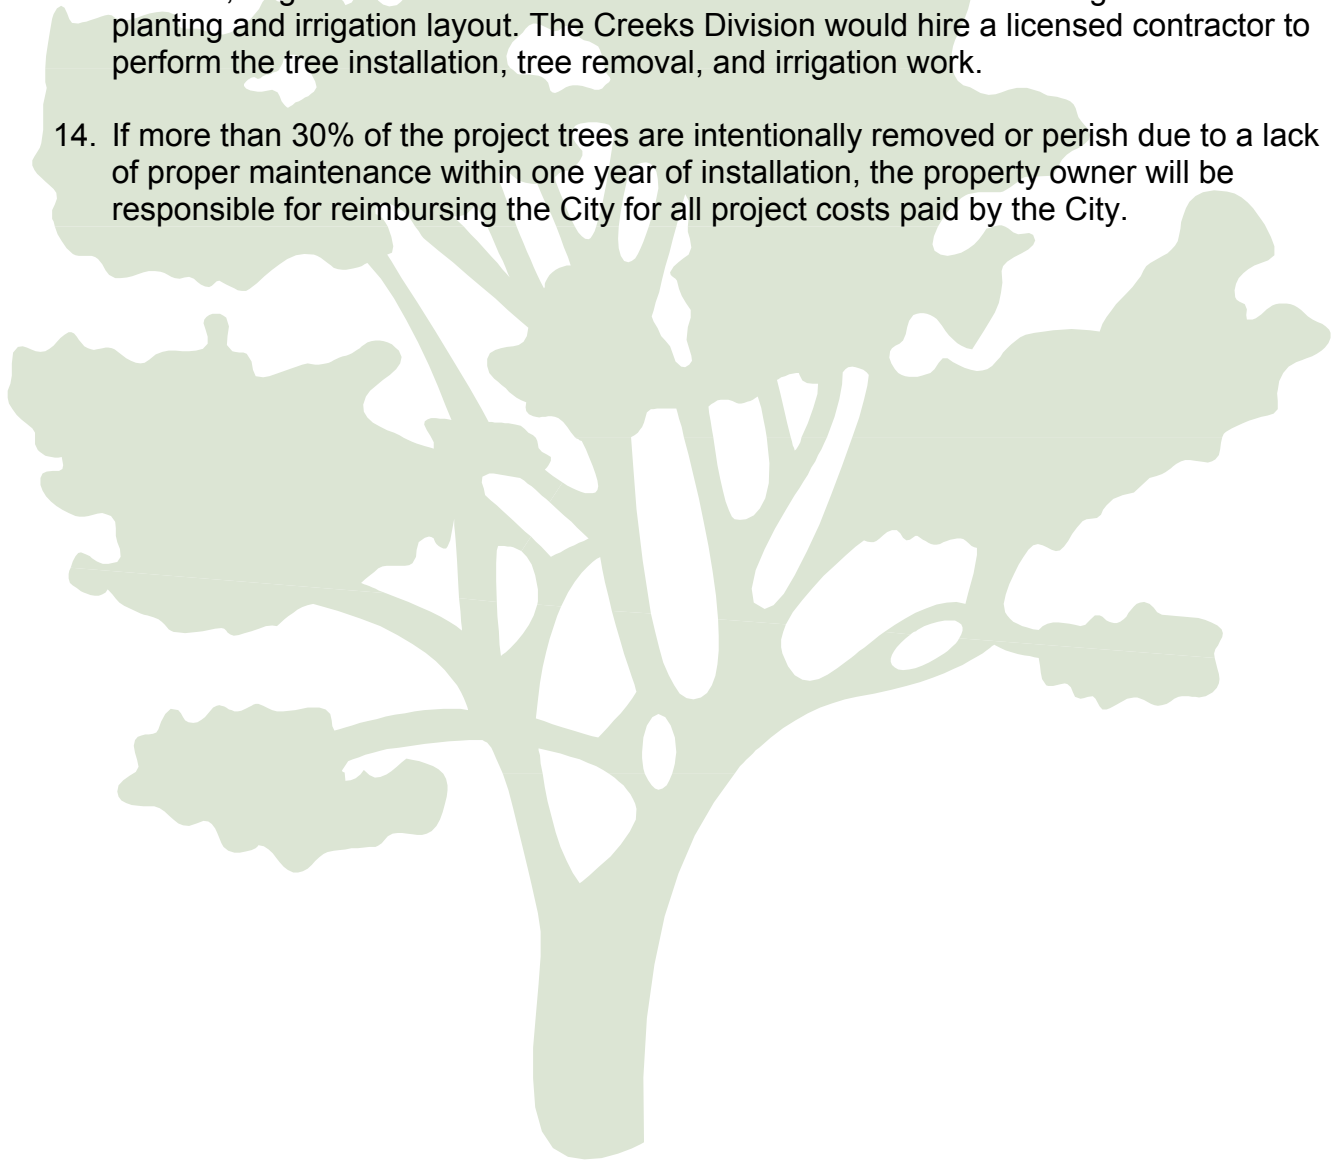 planting and irrigation layout. The Creeks Division would hire a licensed contractor to
perform the tree installation, tree removal, and irrigation work.
14. If more than 30% of the project trees are intentionally removed or perish due to a lack
of proper maintenance within one year of installation, the property owner will be
responsible for reimbursing the City for all project costs paid by the City.